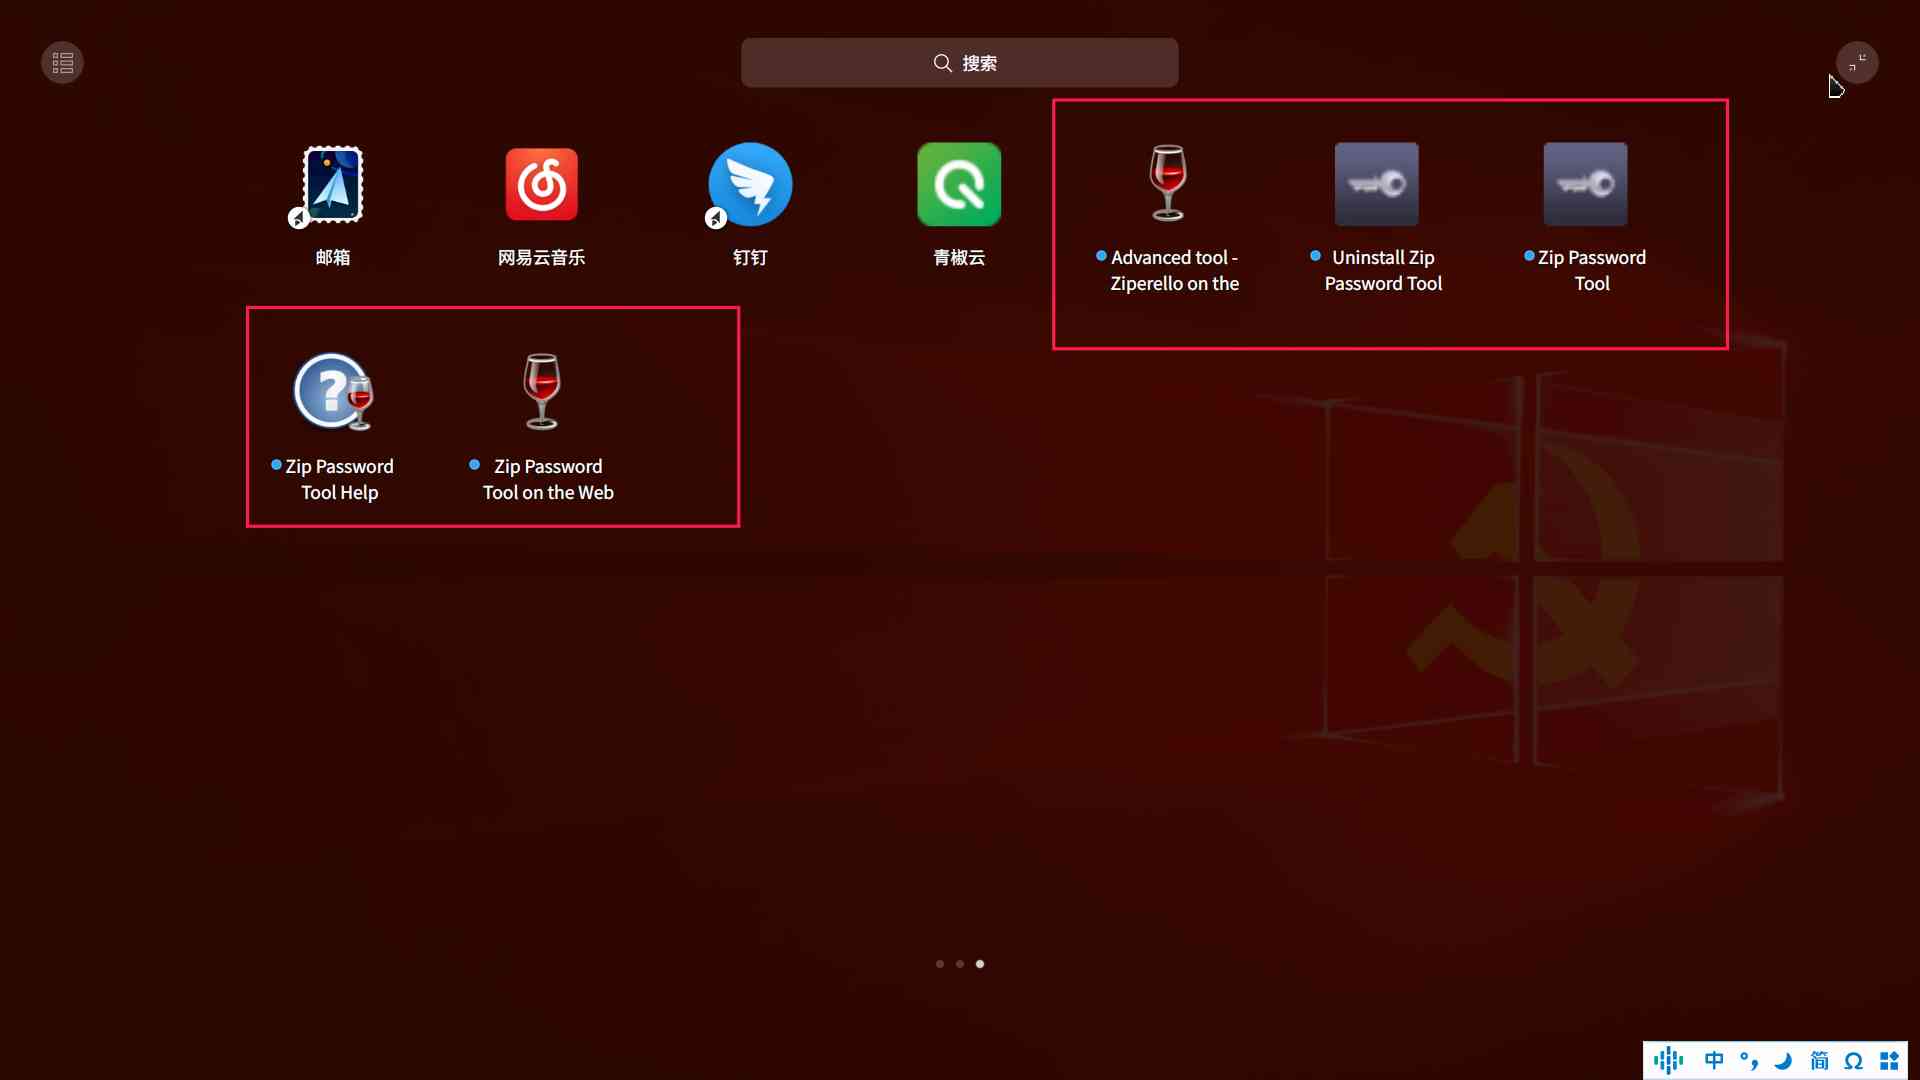 搜索
邮箱
网易云音乐
钉钉
青椒云
Advanced tool -
Ziperello on the
Uninstall Zip
Password Tool
Zip Password
Tool
Zip Password
Tool Help
Zip Password
Tool on the Web
中 °, 简 Ω